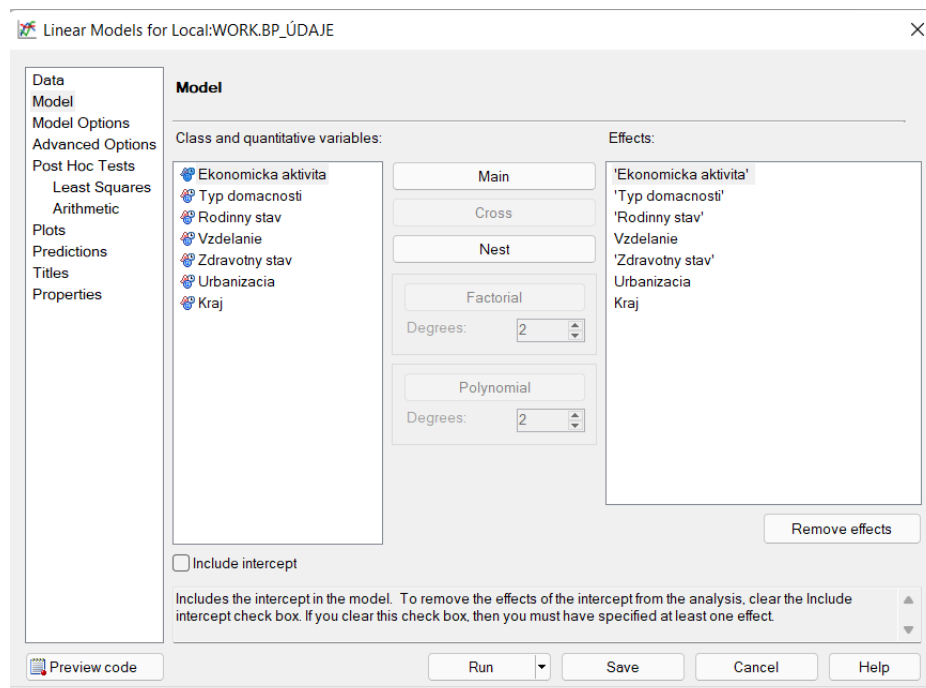 Linear Models for Local:WORK.BP_ÚDAJE
Data
Model
Model Options
Advanced Options
Post Hoc Tests
Least Squares
Arithmetic
Plots
Predictions
Titles
Properties
Model
Class and quantitative variables:
Ekonomicka aktivita
Typ domacnosti
Rodinny stav
Vzdelanie
Zdravotny stav
Urbanizacia
Kraj
Main
Cross
Nest
Factorial
Degrees: 2
Polynomial
Degrees: 2
Effects:
'Ekonomicka aktivita'
'Typ domacnosti'
'Rodinny stav'
Vzdelanie
'Zdravotny stav'
Urbanizacia
Kraj
Remove effects
Include intercept
Includes the intercept in the model. To remove the effects of the intercept from the analysis, clear the Include
intercept check box. If you clear this check box, then you must have specified at least one effect.
Preview code
Run
Save
Cancel
Help